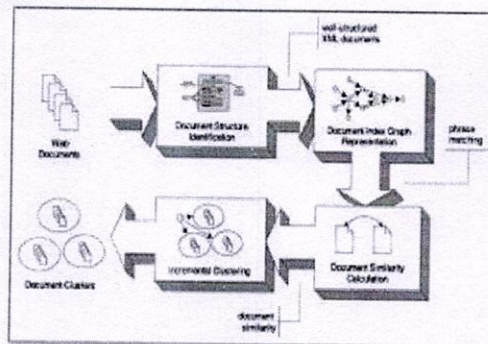 well-structured
XML documents
Web
Documents
Document Structure
Identification
Document Index Graph
Representation
phrase
matching
Document Clusters
Incremental Clustering
Document Similarity
Calculation
document
similarity